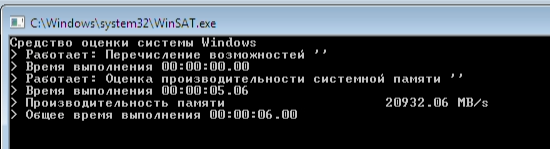 C:\Windows\system32\WinSAT.exe
Средство оценки системы Windows
> Работает: Перечисление возможностей ''
> Время выполнения 00:00:00.00
> Работает: Оценка производительности системной памяти ''
> Время выполнения 00:00:05.06
> Производительность памяти 20932.06 MB/s
> Общее время выполнения 00:00:06.00